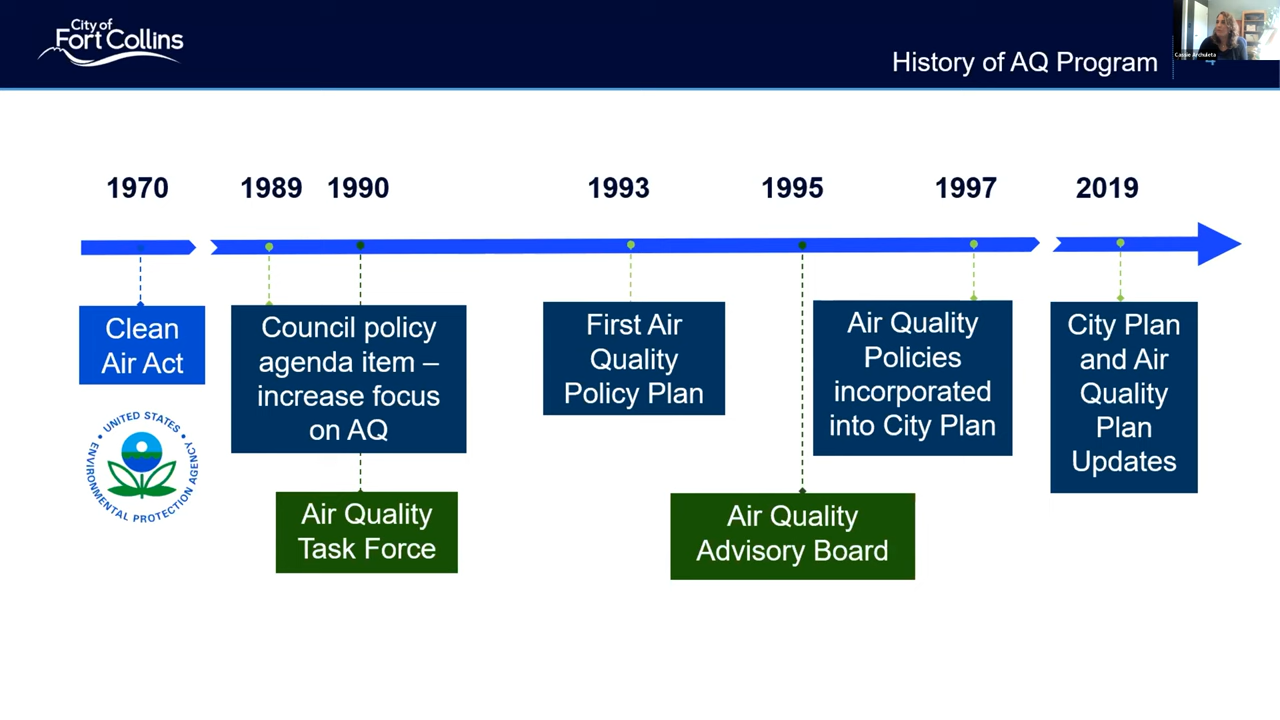 City of
Fort Collins
History of AQ Program
4
Cassie Archuleta
1970
1989
1990
1993
1995
1997
2019
Clean
Air Act
Council policy
agenda item –
increase focus
on AQ
First Air
Quality
Policy Plan
Air Quality
Policies
incorporated
into City Plan
City Plan
and Air
Quality
Plan
Updates
UNITED STATES
ENVIRONMENTAL PROTECTION AGENCY
Air Quality
Task Force
Air Quality
Advisory Board